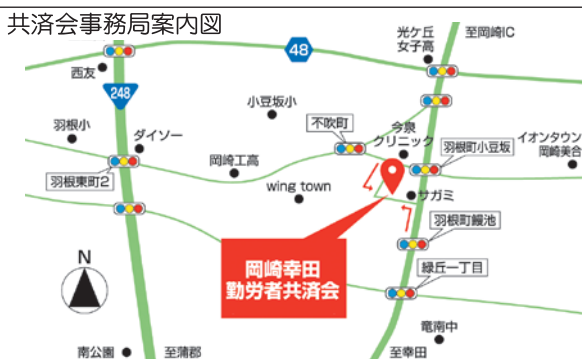 共済会事務局案内図
光ケ丘
女子高
至岡崎IC
48
西友
248
小豆坂小
不吹町
今泉
クリニック
羽根小
ダイソー
羽根町小豆坂
イオンタウン
岡崎美合
岡崎工高
羽根東町2
wing town
サガミ
岡崎幸田
勤労者共済会
羽根町鰻池
N
緑丘一丁目
竜南中
南公園
至蒲郡
至幸田